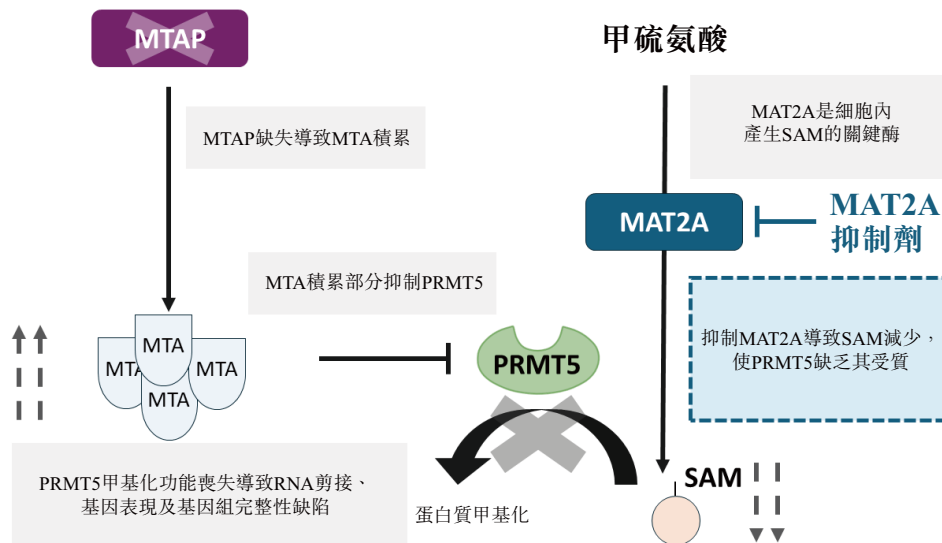 MTAP
甲硫氨酸
MTAP缺失導致MTA積累
MAT2A是細胞內
產生SAM的關鍵酶
MAT2A
MAT2A
抑制劑
MTA積累部分抑制PRMT5
抑制MAT2A導致SAM減少，
使PRMT5缺乏其受質
MTA
MTA
MTA
MTA
PRMT5
PRMT5甲基化功能喪失導致RNA剪接、
基因表現及基因組完整性缺陷
蛋白質甲基化
SAM